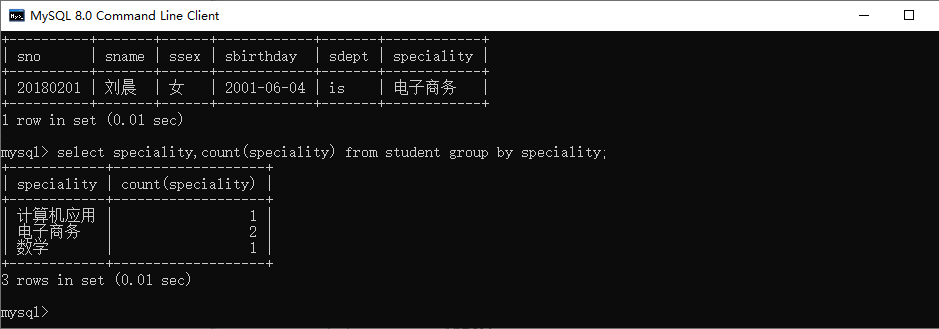 MySQL 8.0 Command Line Client
+----------+-------+------+------------+-------+------------+
| sno      | sname | ssex | sbirthday  | sdept | speciality |
+----------+-------+------+------------+-------+------------+
| 20180201 | 刘晨  | 女   | 2001-06-04 | is    | 电子商务   |
+----------+-------+------+------------+-------+------------+
1 row in set (0.01 sec)
mysql> select speciality,count(speciality) from student group by speciality;
+------------+-------------------+
| speciality | count(speciality) |
+------------+-------------------+
| 计算机应用 |                 1 |
| 电子商务   |                 2 |
| 数学       |                 1 |
+------------+-------------------+
3 rows in set (0.01 sec)
mysql>